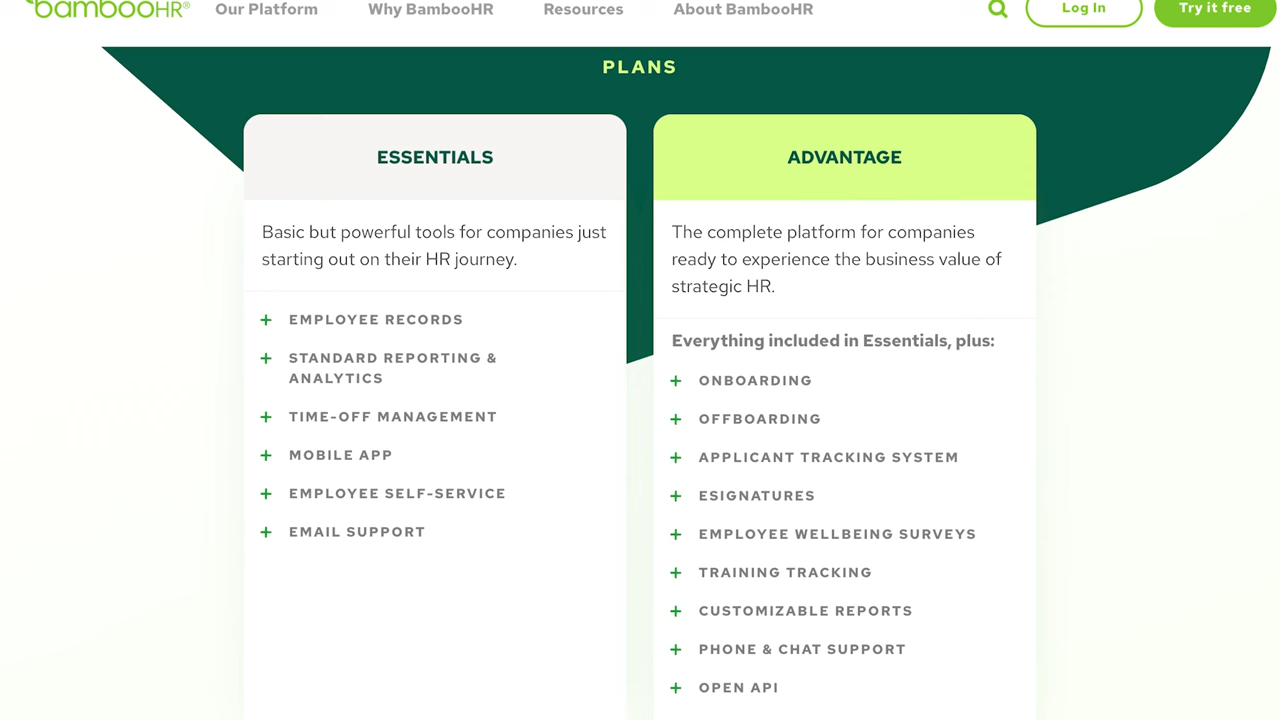 bambooHR®
Our Platform
Why BambooHR
Resources
About BambooHR
Log In
Try it free
PLANS
ESSENTIALS
Basic but powerful tools for companies just
starting out on their HR journey.
+ EMPLOYEE RECORDS
+ STANDARD REPORTING &
ANALYTICS
+ TIME-OFF MANAGEMENT
+ MOBILE APP
+ EMPLOYEE SELF-SERVICE
+ EMAIL SUPPORT
ADVANTAGE
The complete platform for companies
ready to experience the business value of
strategic HR.
Everything included in Essentials, plus:
+ ONBOARDING
+ OFFBOARDING
+ APPLICANT TRACKING SYSTEM
+ ESIGNATURES
+ EMPLOYEE WELLBEING SURVEYS
+ TRAINING TRACKING
+ CUSTOMIZABLE REPORTS
+ PHONE & CHAT SUPPORT
+ OPEN API